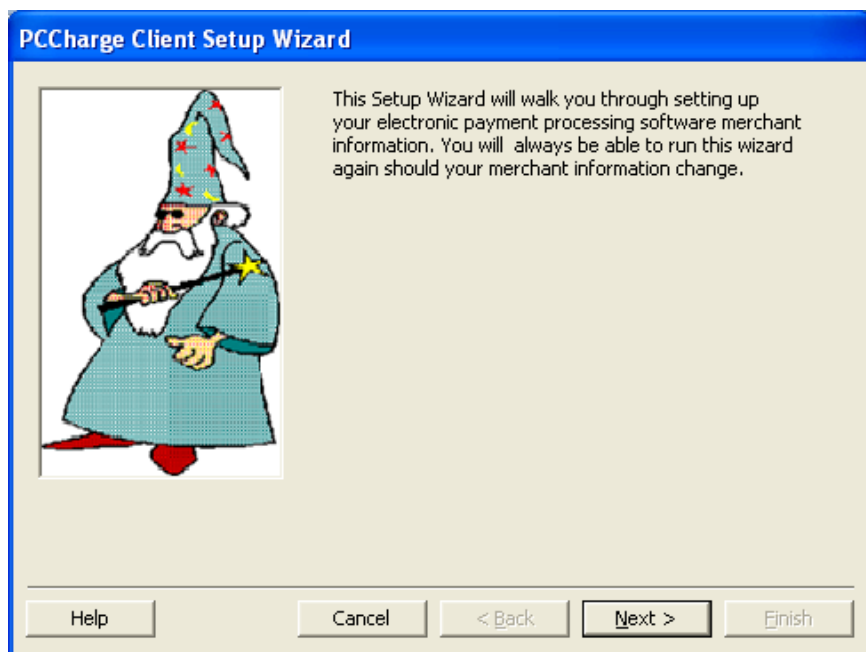 PCCharge Client Setup Wizard
This Setup Wizard will walk you through setting up
your electronic payment processing software merchant
information. You will  always be able to run this wizard
again should your merchant information change.
Help
Cancel
< Back
Next >
Finish